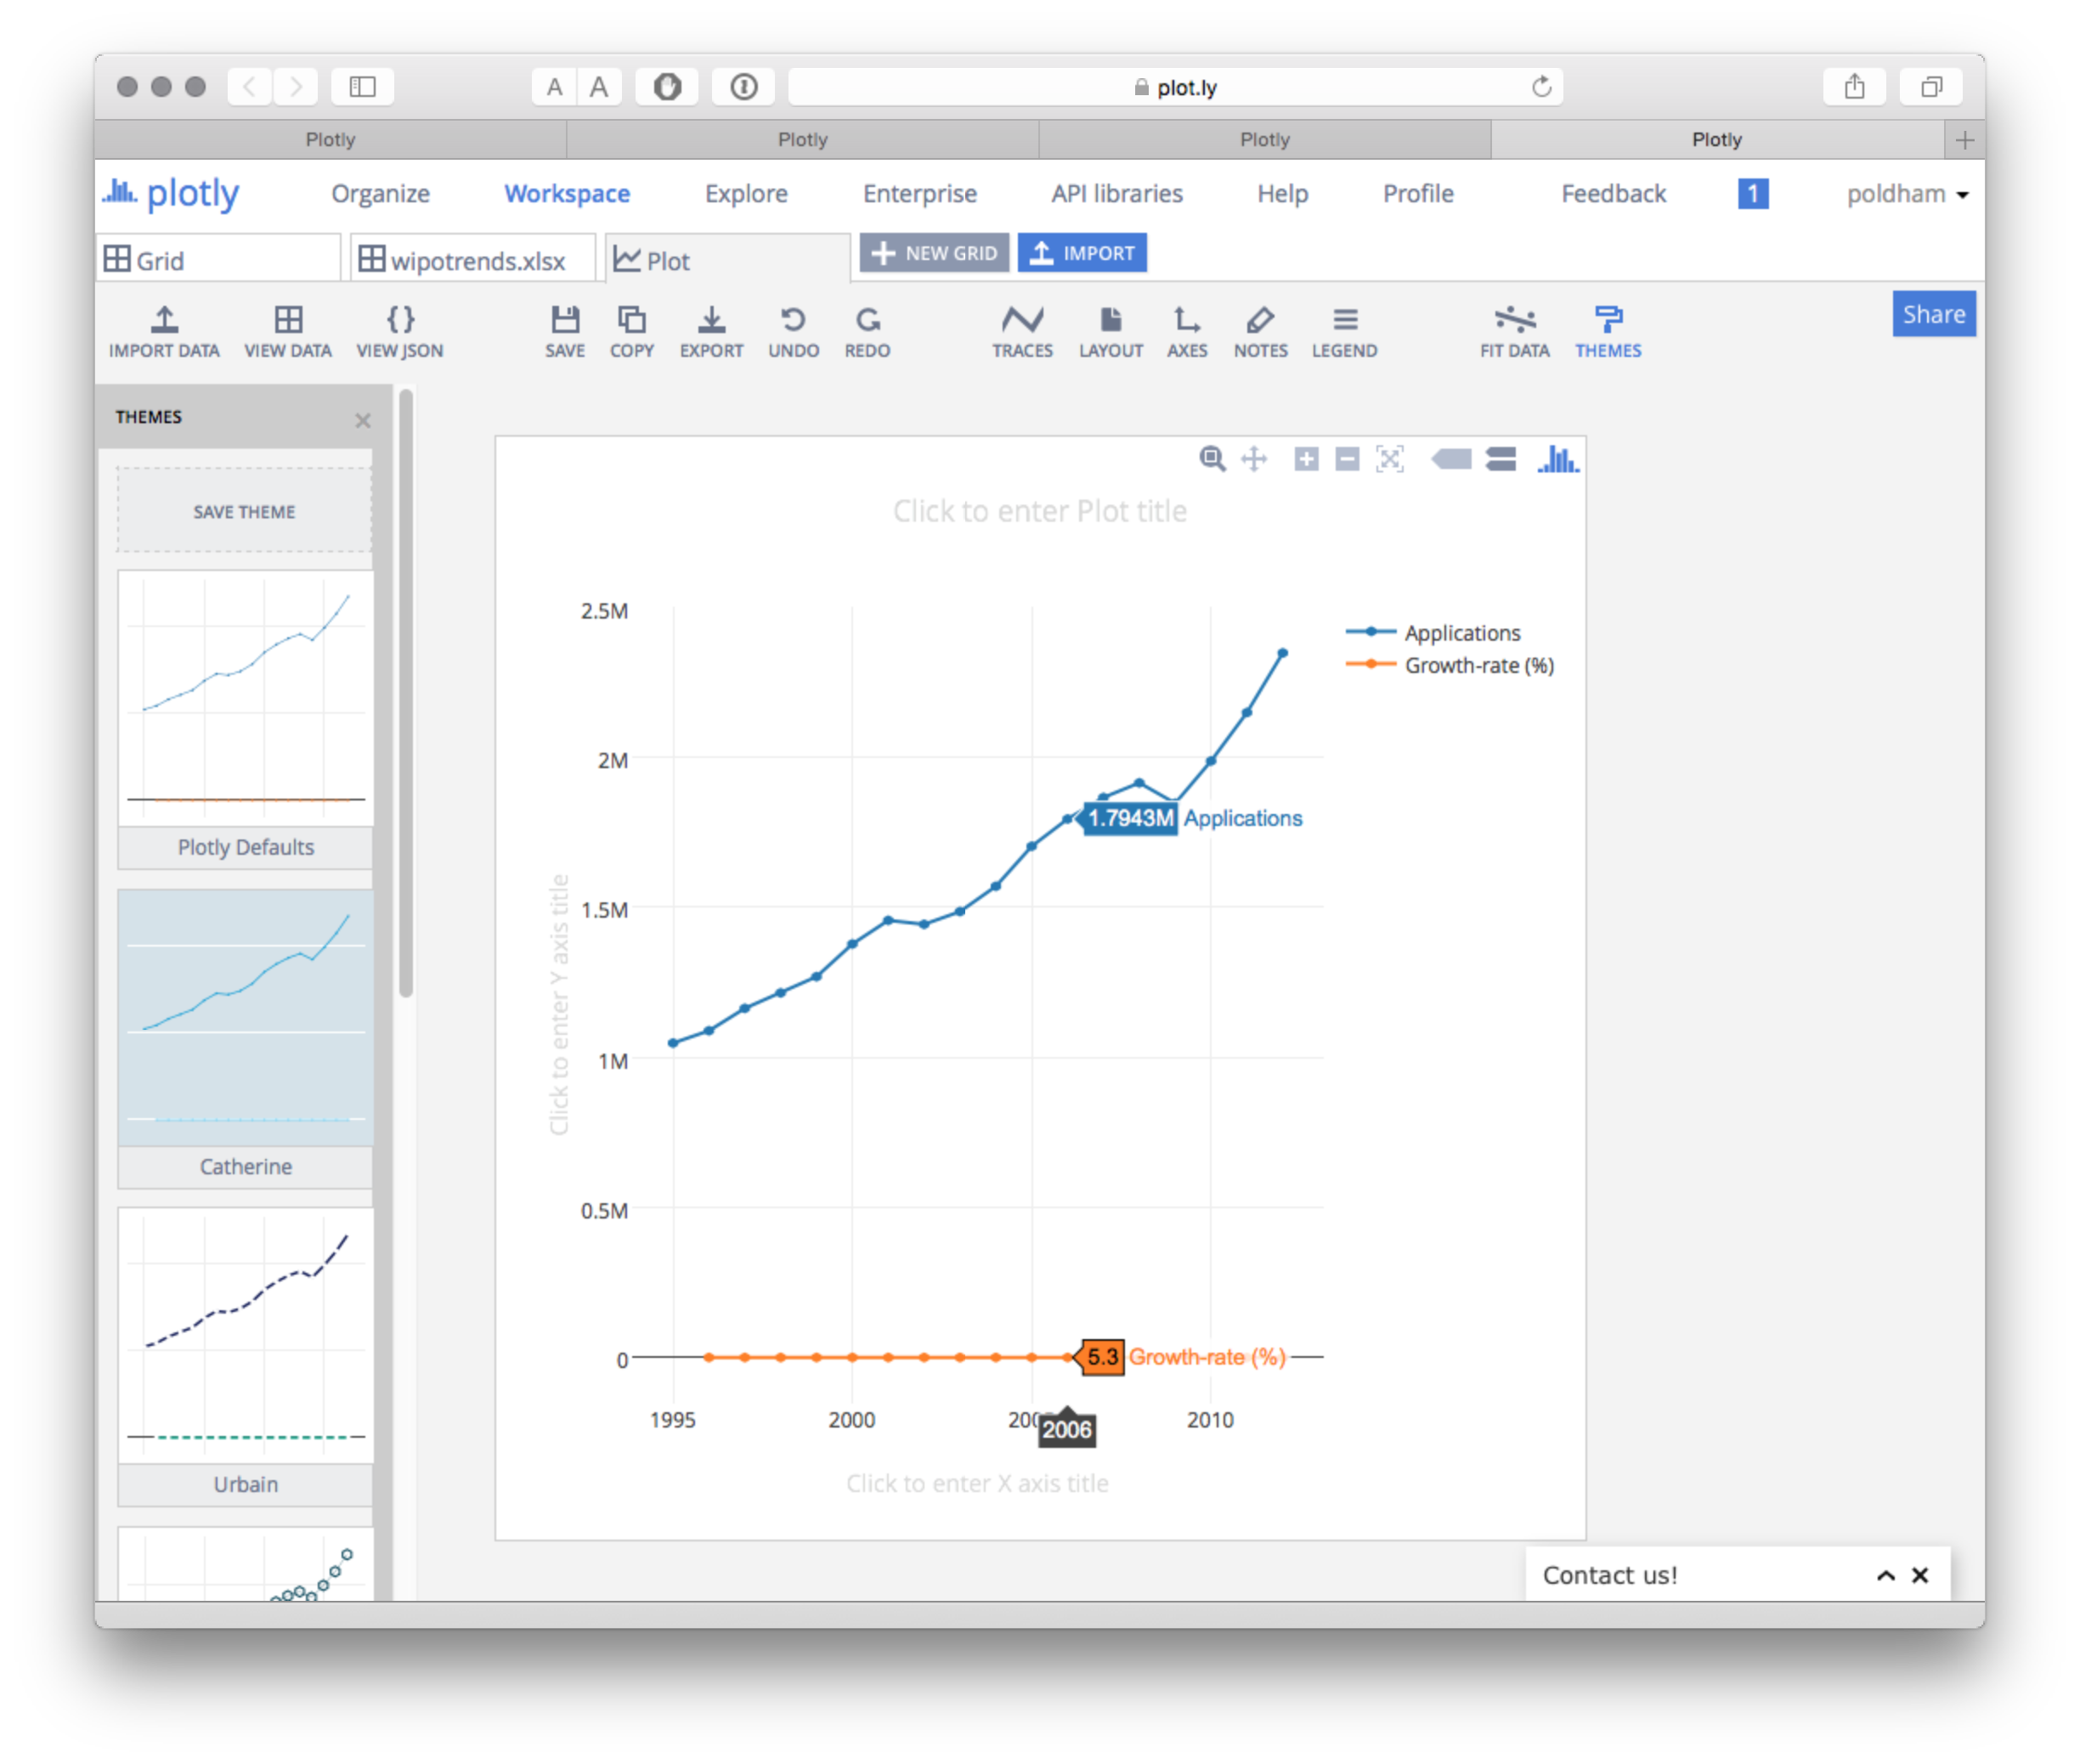 A A plot.ly
Plotly Plotly Plotly Plotly
plotly Organize Workspace Explore Enterprise API libraries Help Profile Feedback 1 poldham
Grid wipotrends.xlsx Plot NEW GRID IMPORT
IMPORT DATA VIEW DATA VIEW JSON SAVE COPY EXPORT UNDO REDO TRACES LAYOUT AXES NOTES LEGEND FIT DATA THEMES Share
THEMES
SAVE THEME
Plotly Defaults
Catherine
Urbain
Click to enter Plot title
2.5M
2M
1.5M
1M
0.5M
0
Click to enter Y axis title
Applications
Growth-rate (%)
1.7943M Applications
5.3 Growth-rate (%)
1995 2000 2010
2006
Click to enter X axis title
Contact us!